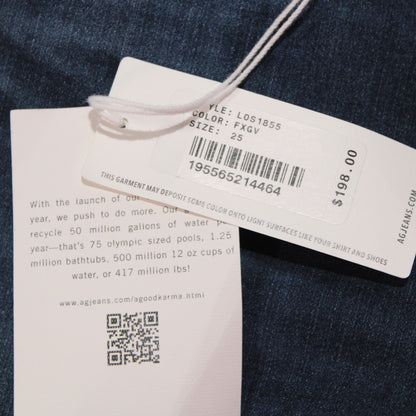 STYLE: LDS1855
COLOR: FXGV
SIZE: 25
195565214464
$198.00
AGJEANS.COM
THIS GARMENT MAY DEPOSIT SOME COLOR ONTO LIGHT SURFACES LIKE YOUR SHIRT AND SHOES
With the launch of our
year, we push to do more. Our
recycle 50 million gallons of water
year—that's 75 olympic sized pools, 1.25
million bathtubs, 500 million 12 oz cups of
water, or 417 million lbs!
www.agjeans.com/agoodkarma.html